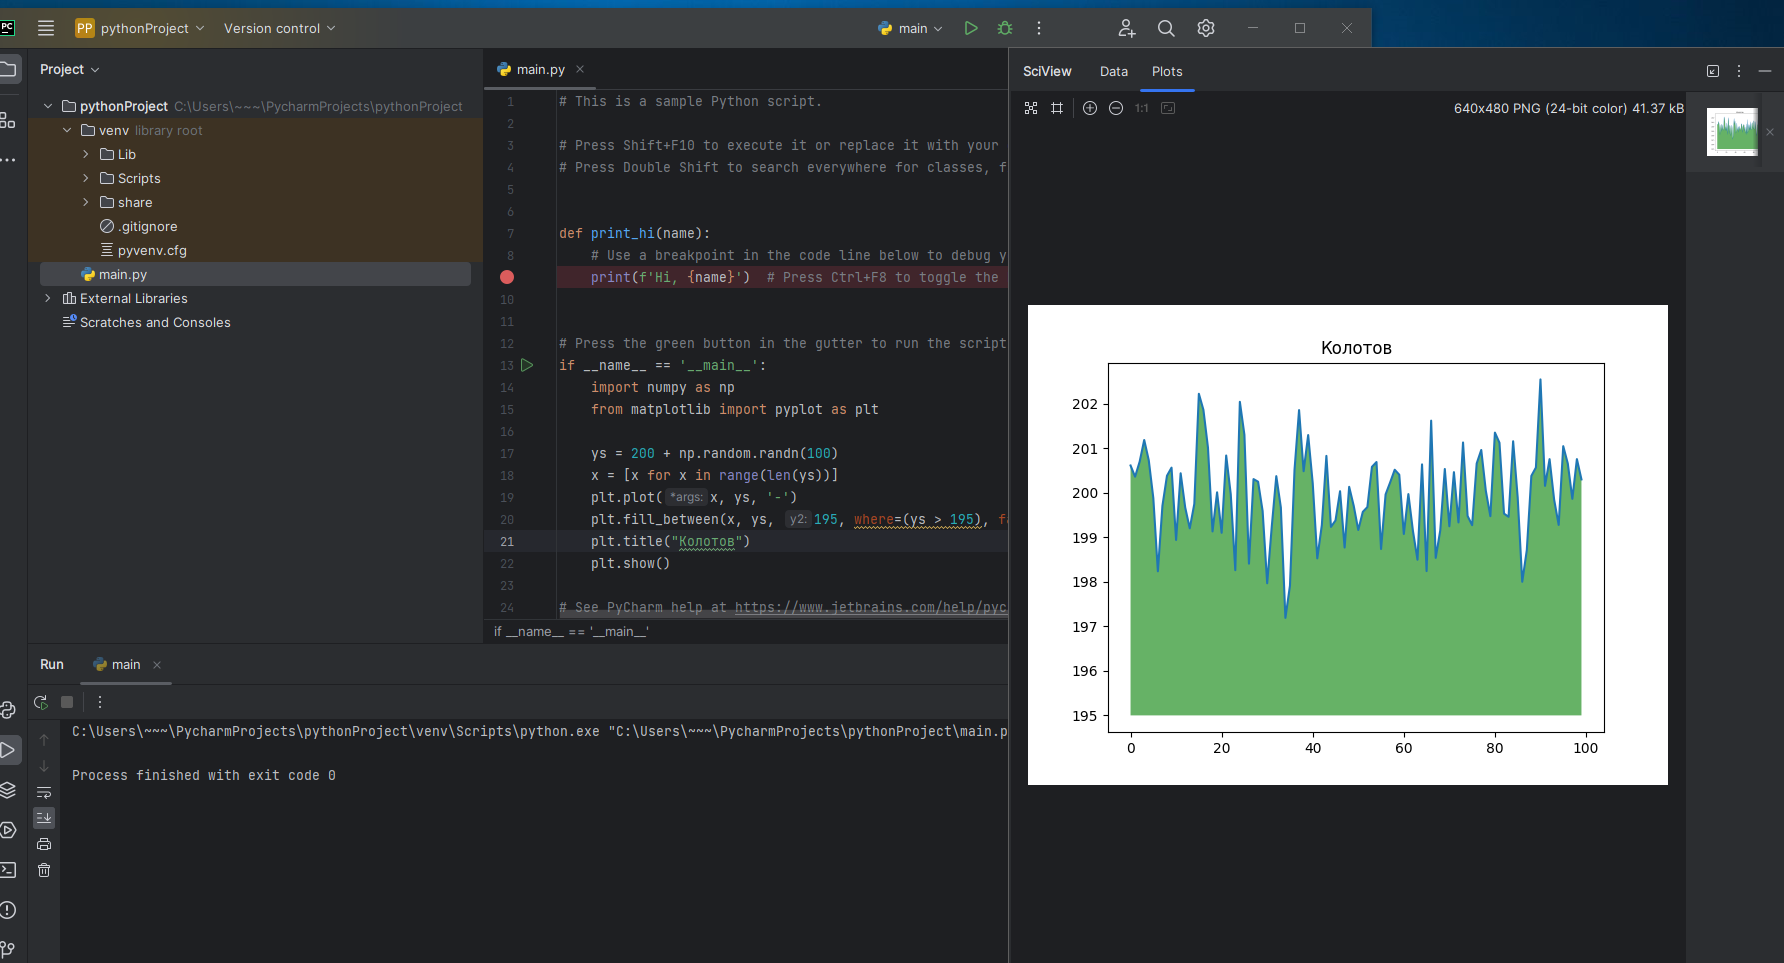 PC
PP pythonProject
Version control
main
Project
pythonProject C:\Users\~~~\PycharmProjects\pythonProject
venv library root
Lib
Scripts
share
.gitignore
pyvenv.cfg
main.py
External Libraries
Scratches and Consoles
main.py
1 # This is a sample Python script.
2
3 # Press Shift+F10 to execute it or replace it with your
4 # Press Double Shift to search everywhere for classes, f
5
6
7 def print_hi(name):
8 # Use a breakpoint in the code line below to debug y
print(f'Hi, {name}') # Press Ctrl+F8 to toggle the
10
11
12 # Press the green button in the gutter to run the script
13 if __name__ == '__main__':
14 import numpy as np
15 from matplotlib import pyplot as plt
16
17 ys = 200 + np.random.randn(100)
18 x = [x for x in range(len(ys))]
19 plt.plot( *args: x, ys, '-')
20 plt.fill_between(x, ys, y2: 195, where=(ys > 195), fa
21 plt.title("Колотов")
22 plt.show()
23
24 # See PyCharm help at https://www.jetbrains.com/help/pyc
if __name__ == '__main__'
SciView
Data
Plots
1:1
640x480 PNG (24-bit color) 41.37 kB
Колотов
202
201
200
199
198
197
196
195
0 20 40 60 80 100
Run
main
C:\Users\~~~\PycharmProjects\pythonProject\venv\Scripts\python.exe "C:\Users\~~~\PycharmProjects\pythonProject\main.p
Process finished with exit code 0